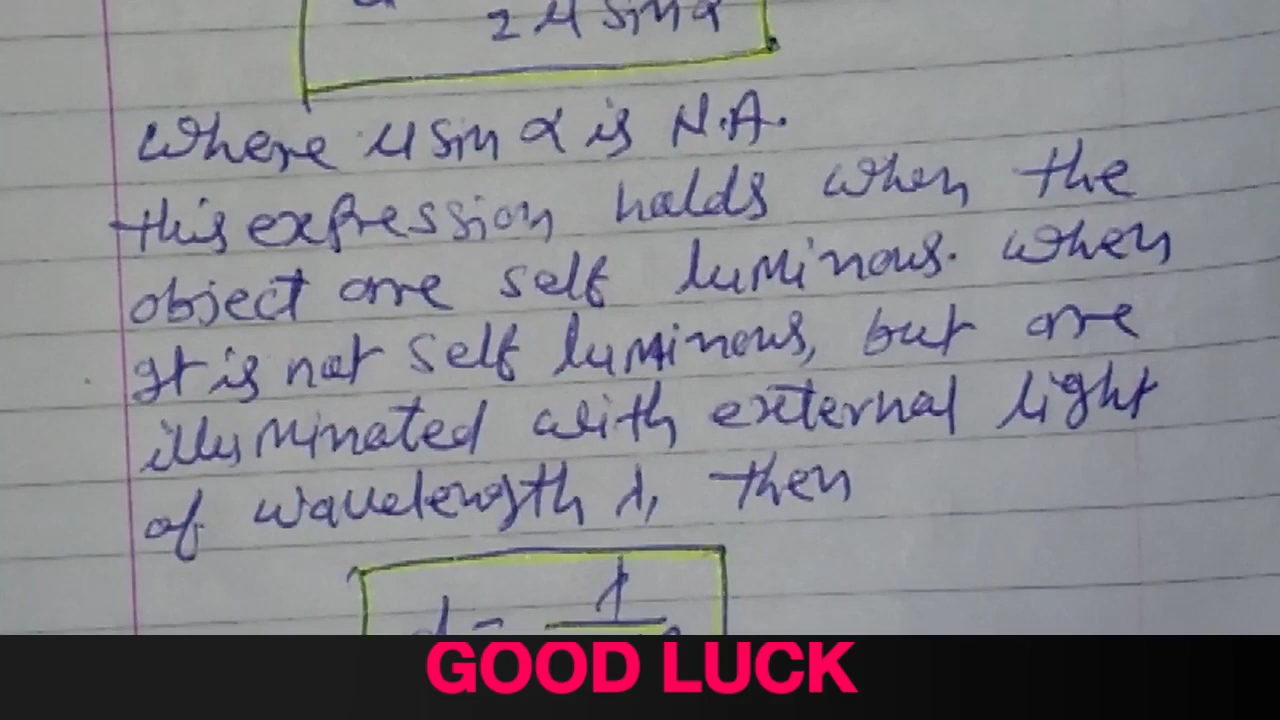 2 μ sin α
where μ sin α is N.A.
this expression holds when the
object are self luminous. when
It is not self luminous, but are
illuminated with external light
of wavelength λ, then
d = λ
GOOD LUCK